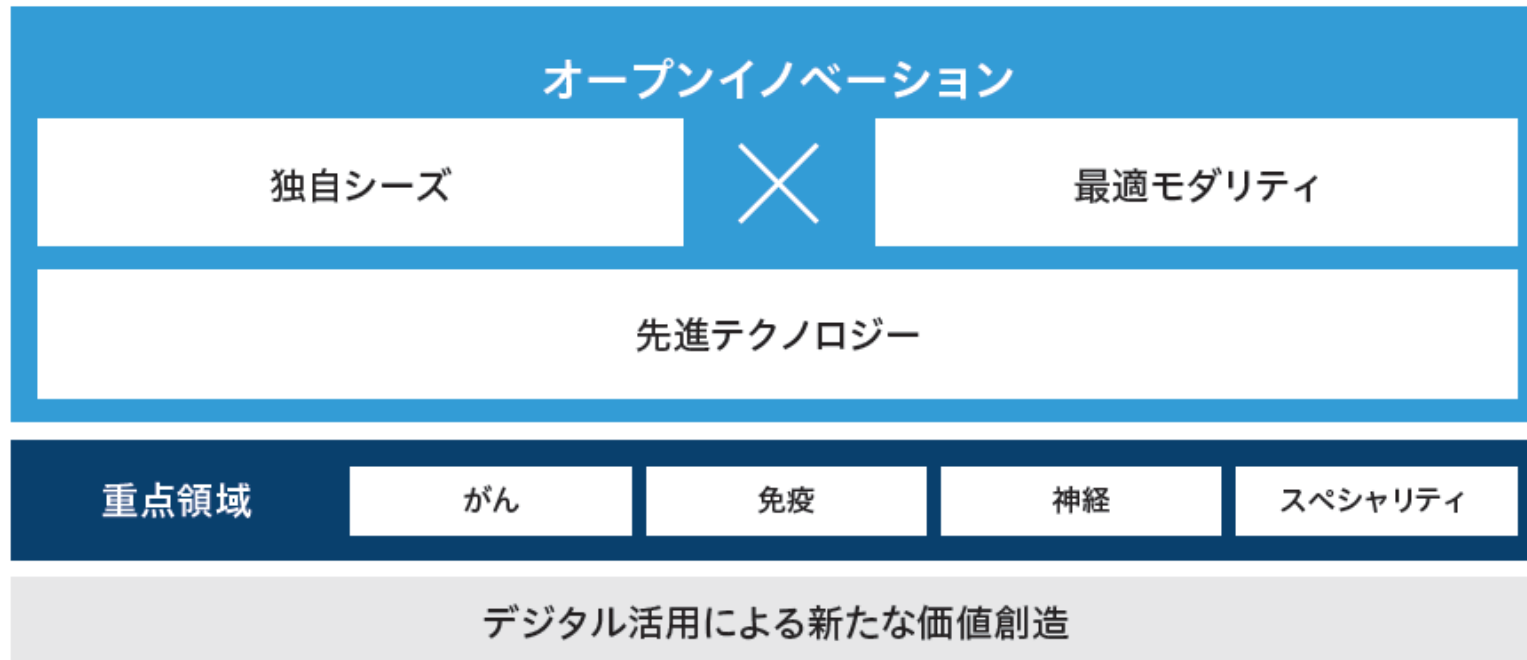 オープンイノベーション
独自シーズ
最適モダリティ
先進テクノロジー
重点領域
がん
免疫
神経
スペシャリティ
デジタル活用による新たな価値創造